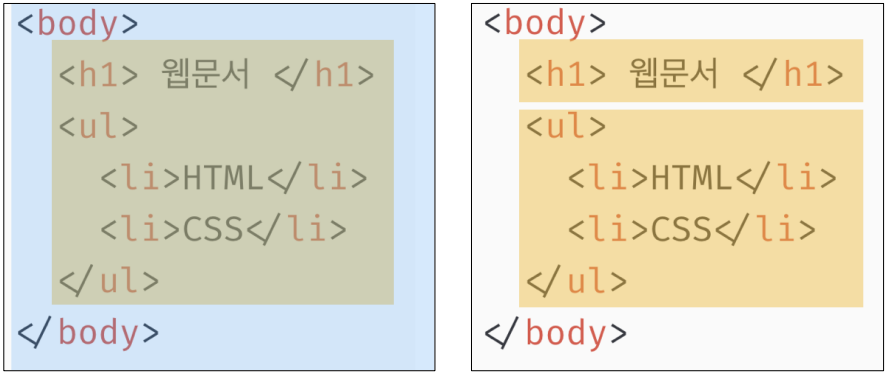 <body>
<h1> 웹문서 </h1>
<ul>
<li>HTML</li>
<li>CSS</li>
</ul>
</body>
<body>
<h1> 웹문서 </h1>
<ul>
<li>HTML</li>
<li>CSS</li>
</ul>
</body>